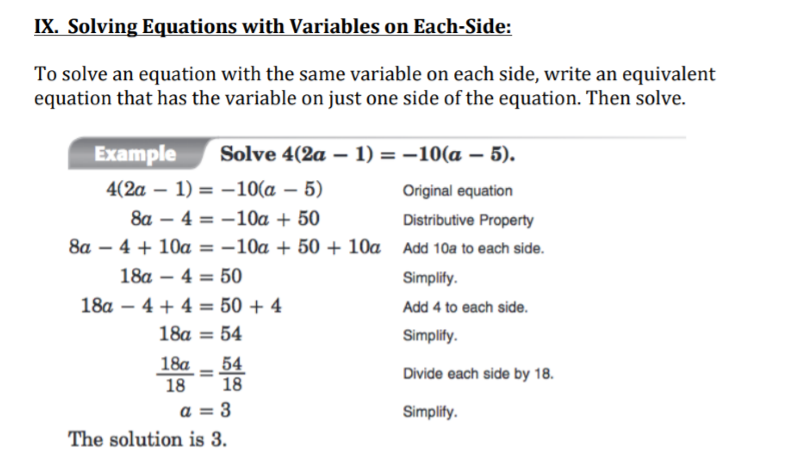 IX. Solving Equations with Variables on Each-Side:
To solve an equation with the same variable on each side, write an equivalent
equation that has the variable on just one side of the equation. Then solve.
Example Solve 4(2a – 1) = –10(a – 5).
4(2a – 1) = –10(a – 5) Original equation
8a – 4 = –10a + 50 Distributive Property
8a – 4 + 10a = –10a + 50 + 10a Add 10a to each side.
18a – 4 = 50 Simplify.
18a – 4 + 4 = 50 + 4 Add 4 to each side.
18a = 54 Simplify.
18a/18 = 54/18 Divide each side by 18.
a = 3 Simplify.
The solution is 3.